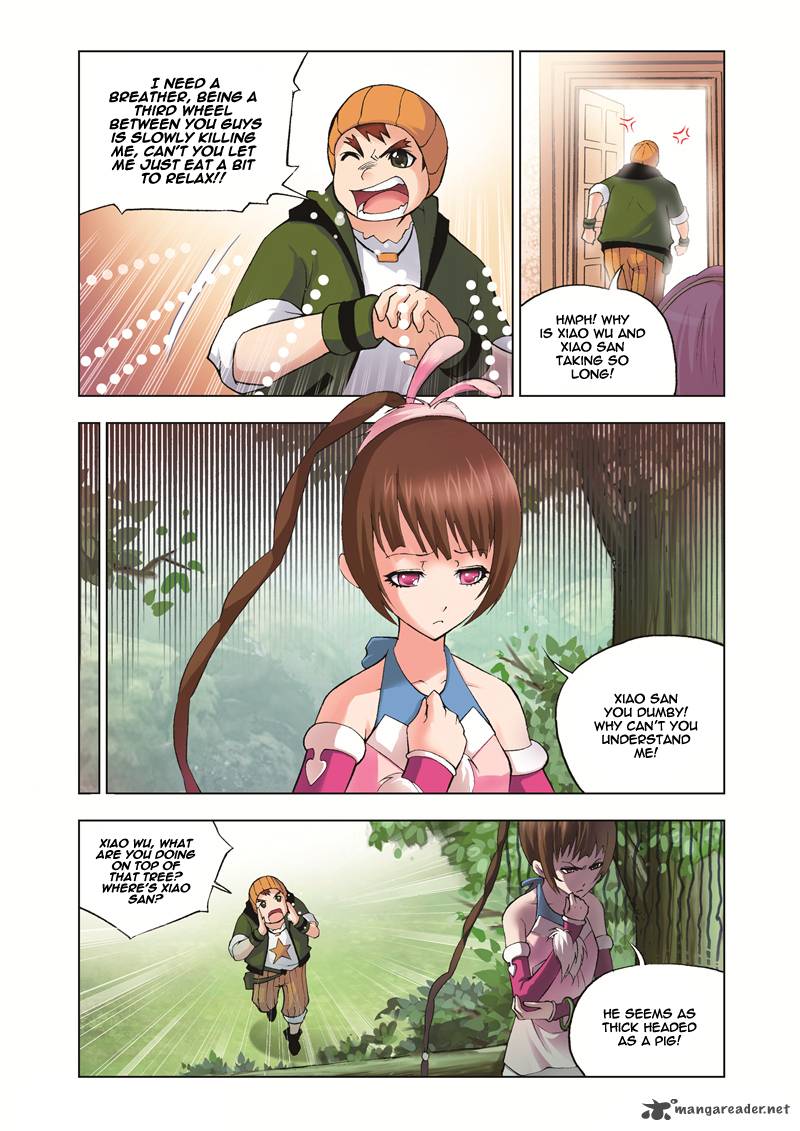 I NEED A
BREATHER, BEING A
THIRD WHEEL
BETWEEN YOU GUYS
IS SLOWLY KILLING
ME, CAN'T YOU LET
ME JUST EAT A BIT
TO RELAX!!
HMPH! WHY
IS XIAO WU AND
XIAO SAN
TAKING SO
LONG!
XIAO SAN
YOU DUMBY!
WHY CAN'T YOU
UNDERSTAND
ME!
XIAO WU, WHAT
ARE YOU DOING
ON TOP OF
THAT TREE?
WHERE'S XIAO
SAN?
HE SEEMS AS
THICK HEADED
AS A PIG!
mangareader.net